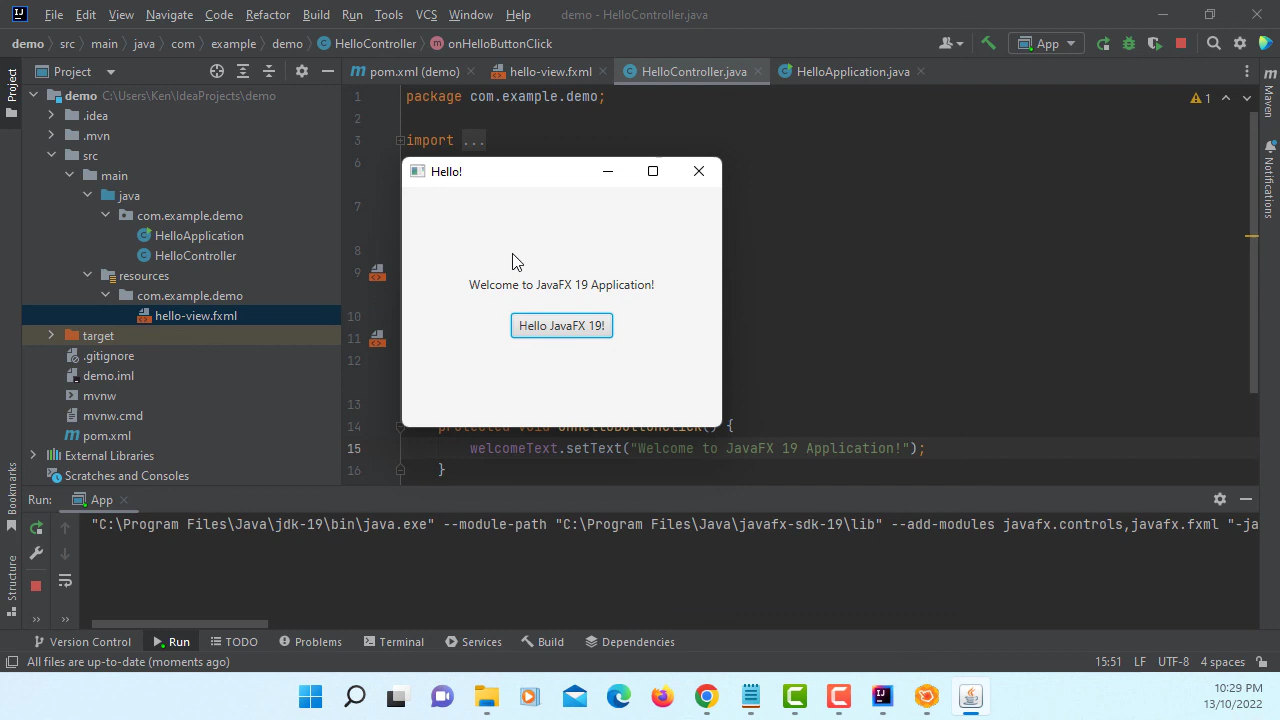 File Edit View Navigate Code Refactor Build Run Tools VCS Window Help demo - HelloController.java
demo src main java com example demo HelloController onHelloButtonClick App
Project pom.xml (demo) hello-view.fxml HelloController.java HelloApplication.java
Project
Maven
Notifications
Bookmarks
Structure
demo C:\Users\Ken\IdeaProjects\demo
.idea
.mvn
src
main
java
com.example.demo
HelloApplication
HelloController
resources
com.example.demo
hello-view.fxml
target
.gitignore
demo.iml
mvnw
mvnw.cmd
pom.xml
External Libraries
Scratches and Consoles
1 package com.example.demo; 1
2
3 import ...
6
7
8
9
10
11
12
13
14
15 welcomeText.setText("Welcome to JavaFX 19 Application!");
16 }
Hello!
Welcome to JavaFX 19 Application!
Hello JavaFX 19!
Run: App
"C:\Program Files\Java\jdk-19\bin\java.exe" --module-path "C:\Program Files\Java\javafx-sdk-19\lib" --add-modules javafx.controls,javafx.fxml "-ja
Version Control Run TODO Problems Terminal Services Build Dependencies
All files are up-to-date (moments ago) 15:51 LF UTF-8 4 spaces
10:29 PM
13/10/2022